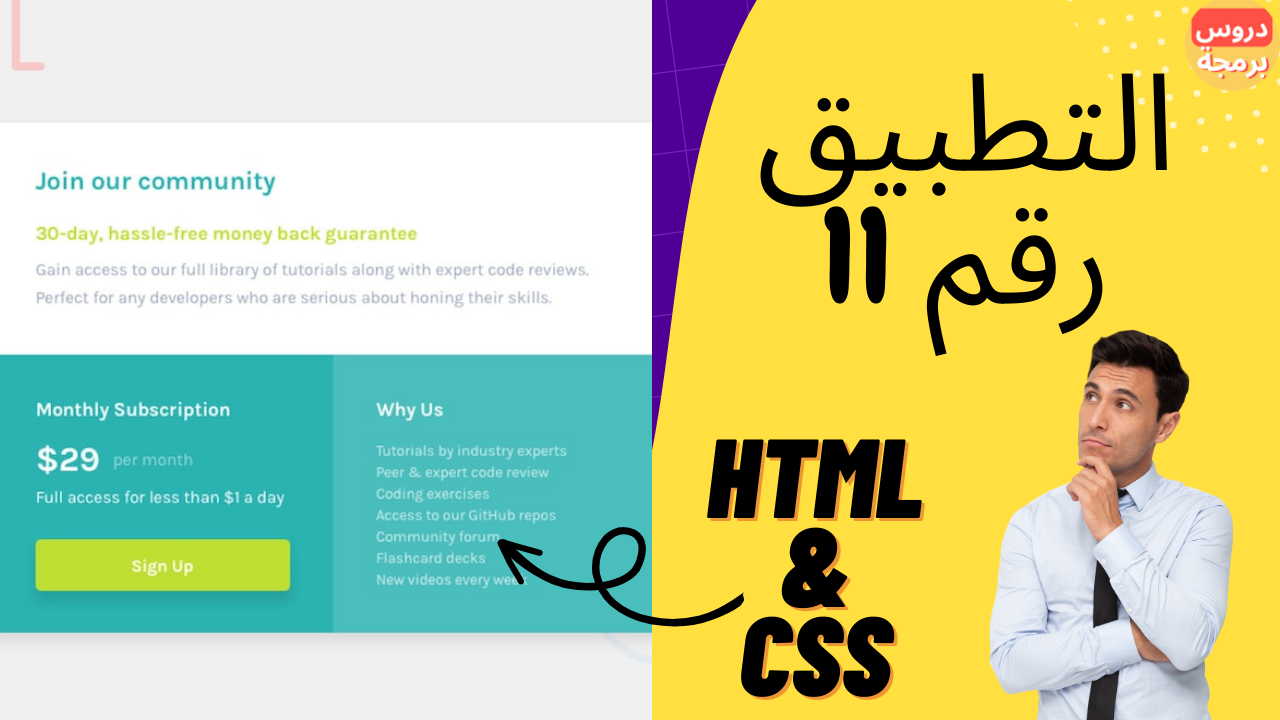 Join our community
30-day, hassle-free money back guarantee
Gain access to our full library of tutorials along with expert code reviews.
Perfect for any developers who are serious about honing their skills.
Monthly Subscription
$29 per month
Full access for less than $1 a day
Sign Up
Why Us
Tutorials by industry experts
Peer & expert code review
Coding exercises
Access to our GitHub repos
Community forum
Flashcard decks
New videos every week
دروس
برمجة
التطبيق
رقم 11
HTML
&
CSS